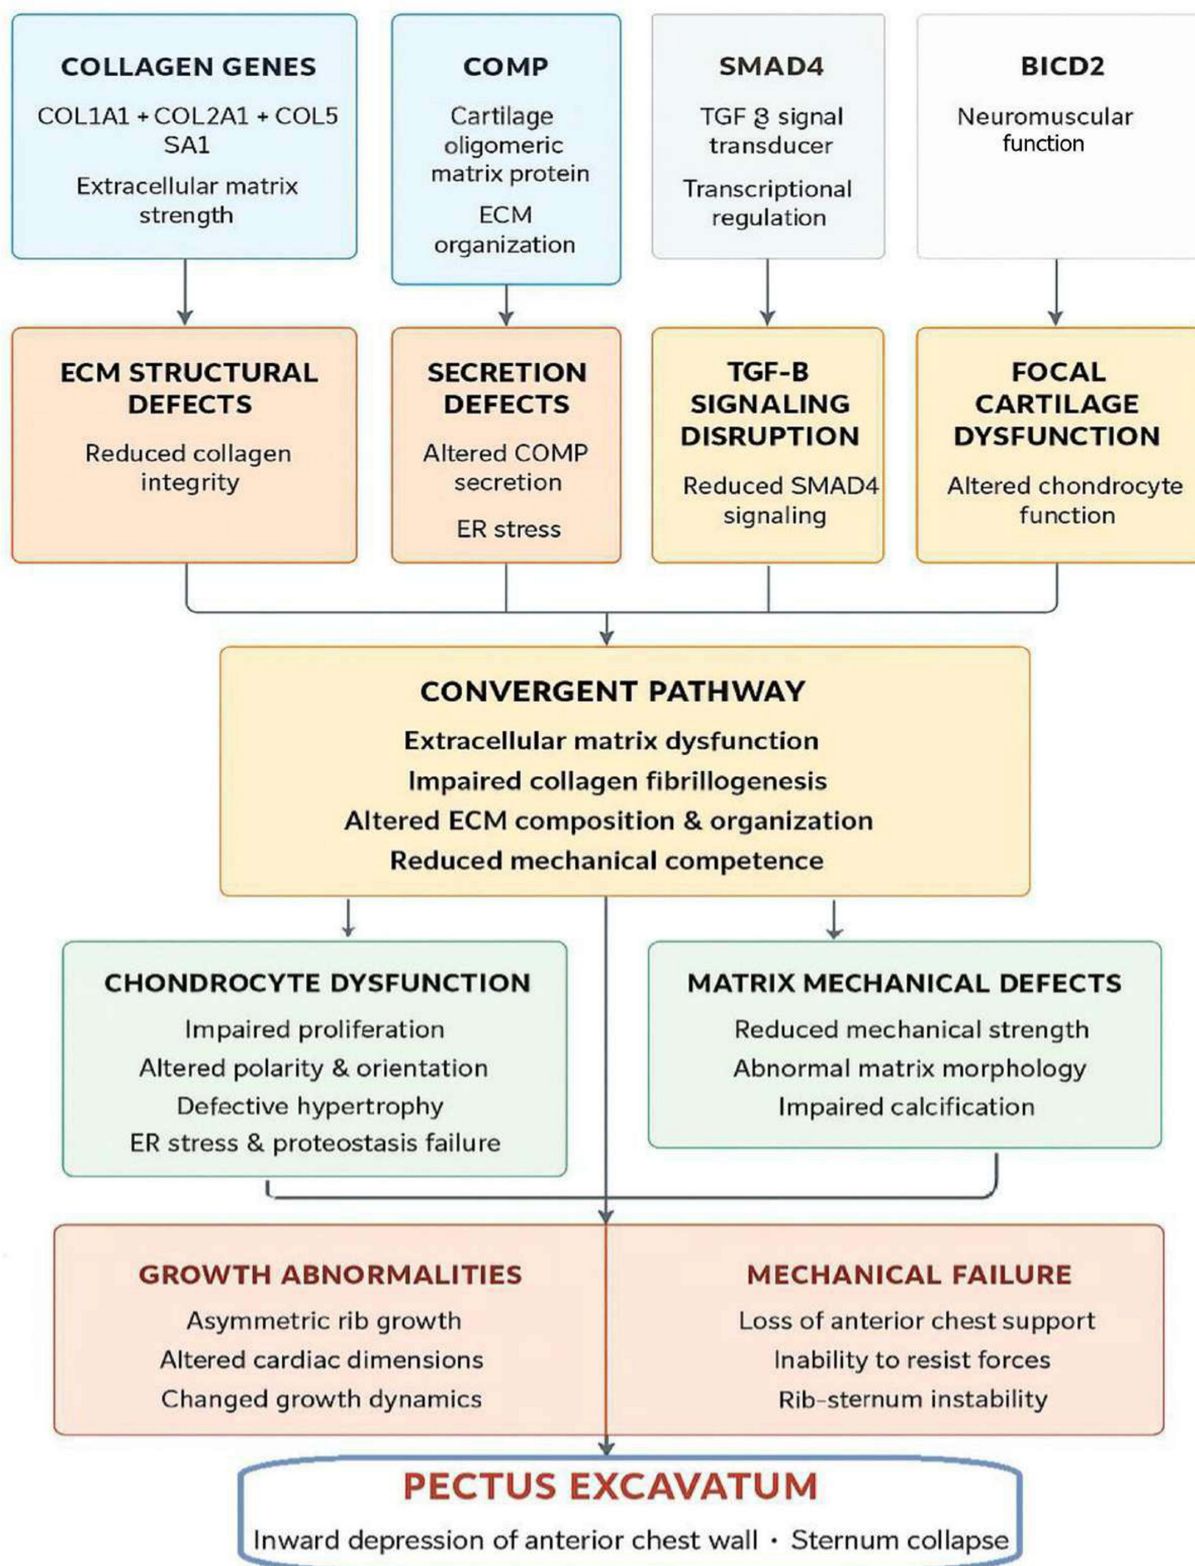 COLLAGEN GENES
COL1A1 + COL2A1 + COL5
SA1
Extracellular matrix
strength
COMP
Cartilage
oligomeric
matrix protein
ECM
organization
SMAD4
TGF β signal
transducer
Transcriptional
regulation
BICD2
Neuromuscular
function
ECM STRUCTURAL
DEFECTS
Reduced collagen
integrity
SECRETION
DEFECTS
Altered COMP
secretion
ER stress
TGF-B
SIGNALING
DISRUPTION
Reduced SMAD4
signaling
FOCAL
CARTILAGE
DYSFUNCTION
Altered chondrocyte
function
CONVERGENT PATHWAY
Extracellular matrix dysfunction
Impaired collagen fibrillogenesis
Altered ECM composition & organization
Reduced mechanical competence
CHONDROCYTE DYSFUNCTION
Impaired proliferation
Altered polarity & orientation
Defective hypertrophy
ER stress & proteostasis failure
MATRIX MECHANICAL DEFECTS
Reduced mechanical strength
Abnormal matrix morphology
Impaired calcification
GROWTH ABNORMALITIES
Asymmetric rib growth
Altered cardiac dimensions
Changed growth dynamics
MECHANICAL FAILURE
Loss of anterior chest support
Inability to resist forces
Rib-sternum instability
PECTUS EXCAVATUM
Inward depression of anterior chest wall · Sternum collapse